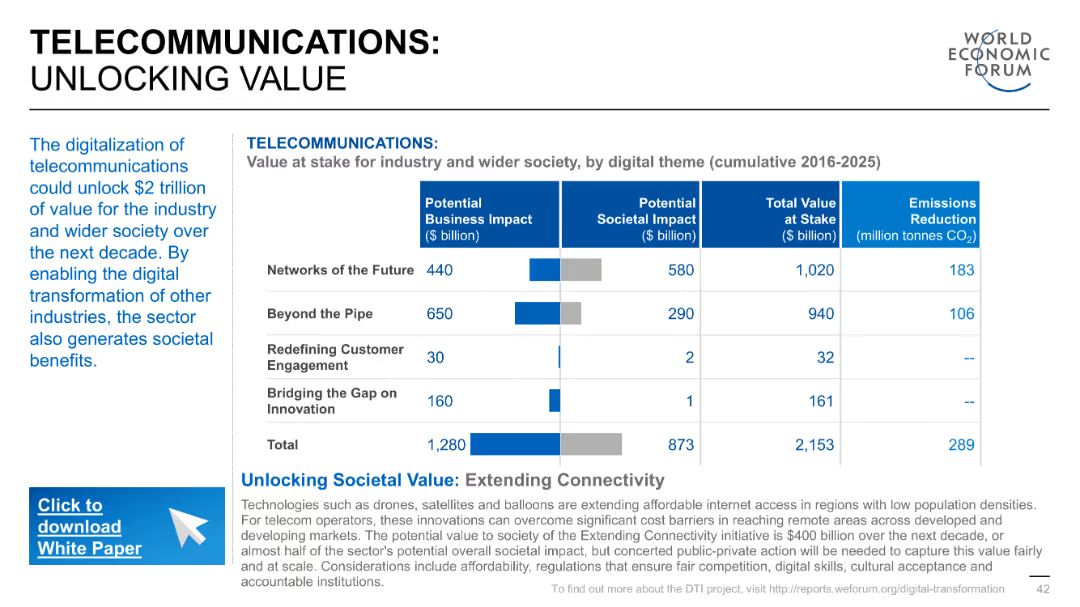 TELECOMMUNICATIONS:
UNLOCKING VALUE
WORLD
ECONOMIC
FORUM
The digitalization of
telecommunications
could unlock $2 trillion
of value for the industry
and wider society over
the next decade. By
enabling the digital
transformation of other
industries, the sector
also generates societal
benefits.
Click to
download
White Paper
TELECOMMUNICATIONS:
Value at stake for industry and wider society, by digital theme (cumulative 2016-2025)
Potential Business Impact ($ billion) Potential Societal Impact ($ billion) Total Value at Stake ($ billion) Emissions Reduction (million tonnes CO₂)
Networks of the Future 440 580 1,020 183
Beyond the Pipe 650 290 940 106
Redefining Customer Engagement 30 2 32 --
Bridging the Gap on Innovation 160 1 161 --
Total 1,280 873 2,153 289
Unlocking Societal Value: Extending Connectivity
Technologies such as drones, satellites and balloons are extending affordable internet access in regions with low population densities.
For telecom operators, these innovations can overcome significant cost barriers in reaching remote areas across developed and
developing markets. The potential value to society of the Extending Connectivity initiative is $400 billion over the next decade, or
almost half of the sector's potential overall societal impact, but concerted public-private action will be needed to capture this value fairly
and at scale. Considerations include affordability, regulations that ensure fair competition, digital skills, cultural acceptance and
accountable institutions.
To find out more about the DTI project, visit http://reports.weforum.org/digital-transformation
42